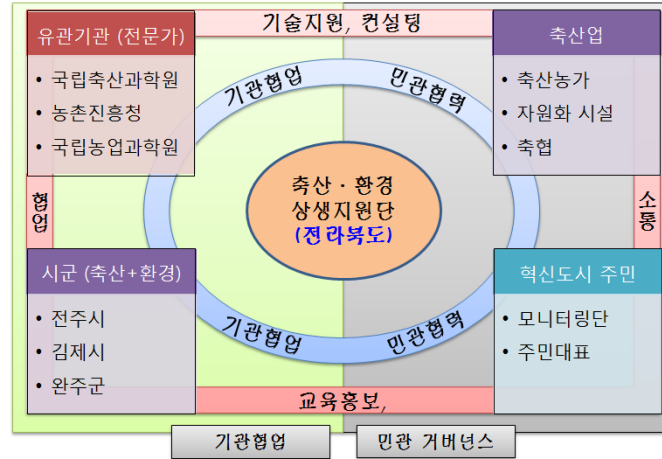 유관기관 (전문가)
• 국립축산과학원
• 농촌진흥청
• 국립농업과학원
기술지원, 컨설팅
축산업
• 축산농가
• 자원화 시설
• 축협
기관협업
민관협력
축산 · 환경
상생지원단
(전라북도)
협업
소통
시군 (축산+환경)
• 전주시
• 김제시
• 완주군
기관협업
민관협력
혁신도시 주민
• 모니터링단
• 주민대표
교육홍보,
기관협업
민관 거버넌스